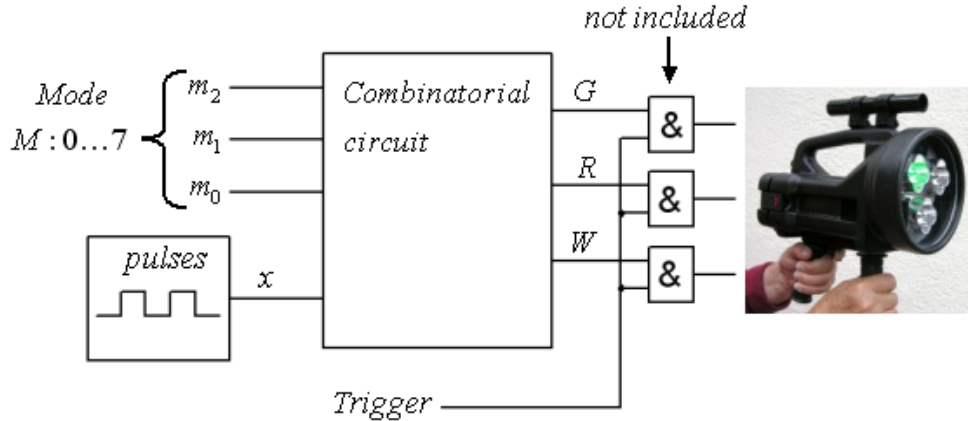 not included
Mode
M : 0...7
m2
m1
m0
Combinatorial
circuit
G
R
W
&
&
&
pulses
x
Trigger